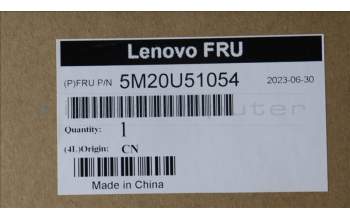 Lenovo FRU
(P)FRU P/N 5M20U51054 2023-06-30
Quantity: 1
(4L)Origin: CN
Made in China